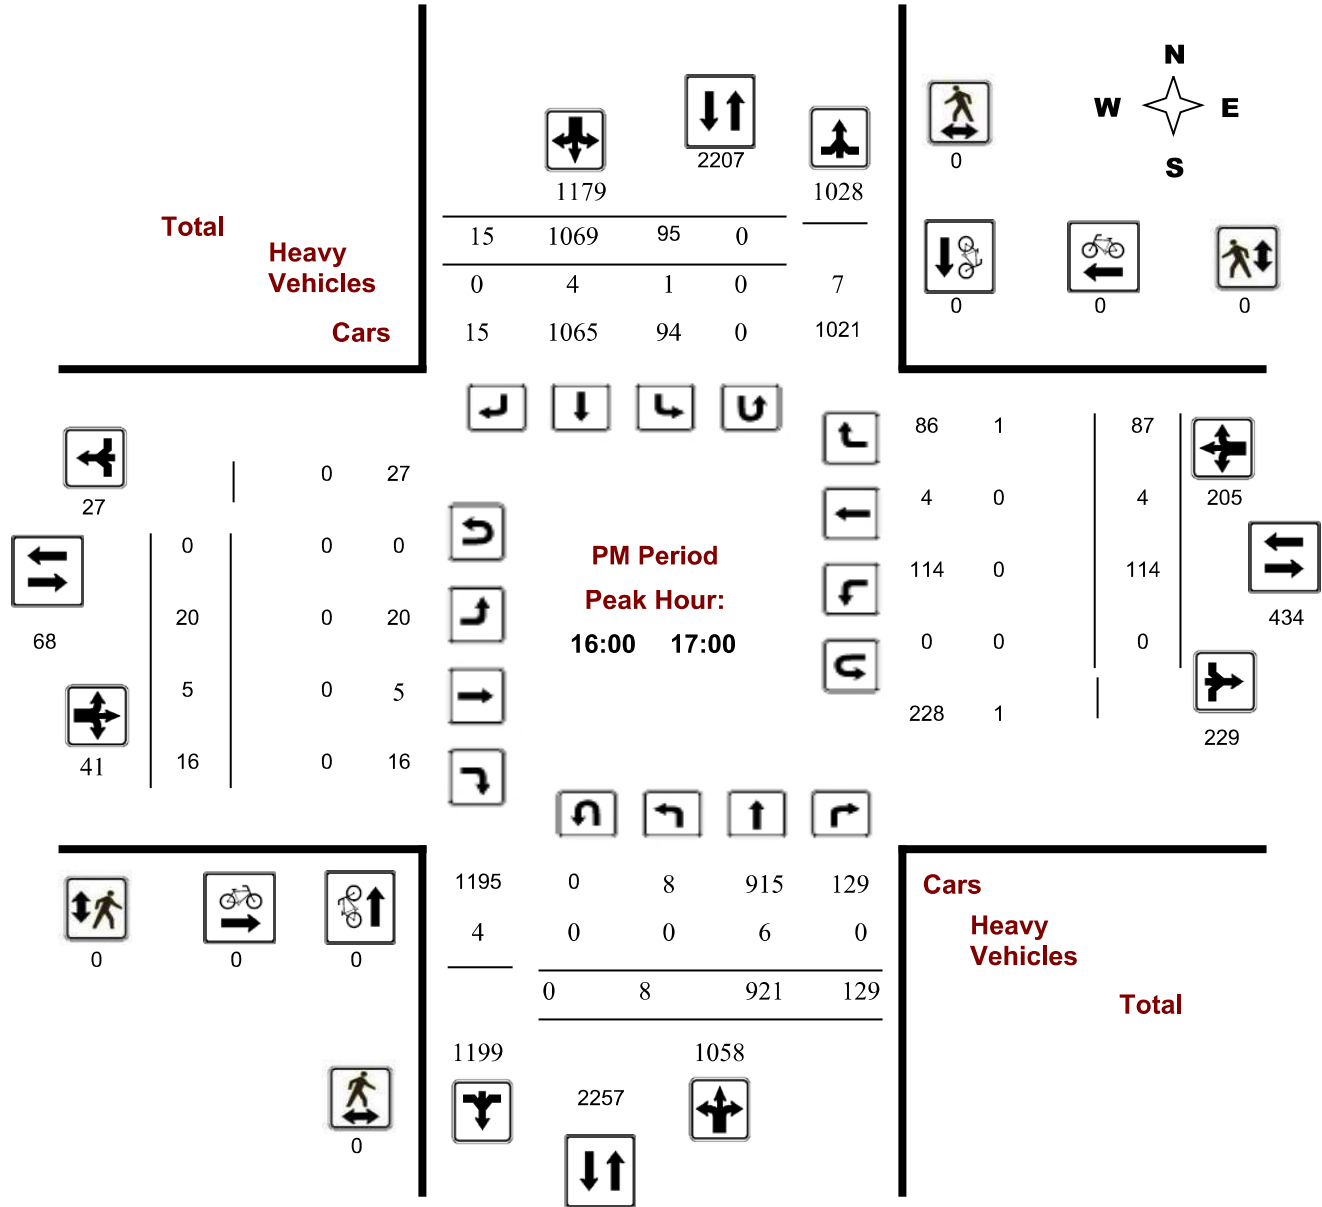 N
W E
S
2207
0
1179 1028
Total 15 1069 95 0
Heavy
Vehicles 0 4 1 0 7
Cars 15 1065 94 0 1021
0 0 0
86 1 87
0 27
27
4 0 4 205
0 0 0
PM Period
114 0 114
Peak Hour:
20 0 20
434
68
16:00 17:00
0 0 0
5 0 5
228 1
229
41
16 0 16
1195 0 8 915 129
Cars
4 0 0 6 0
Heavy
Vehicles
0 0 0
0 8 921 129
Total
1199 1058
2257
0